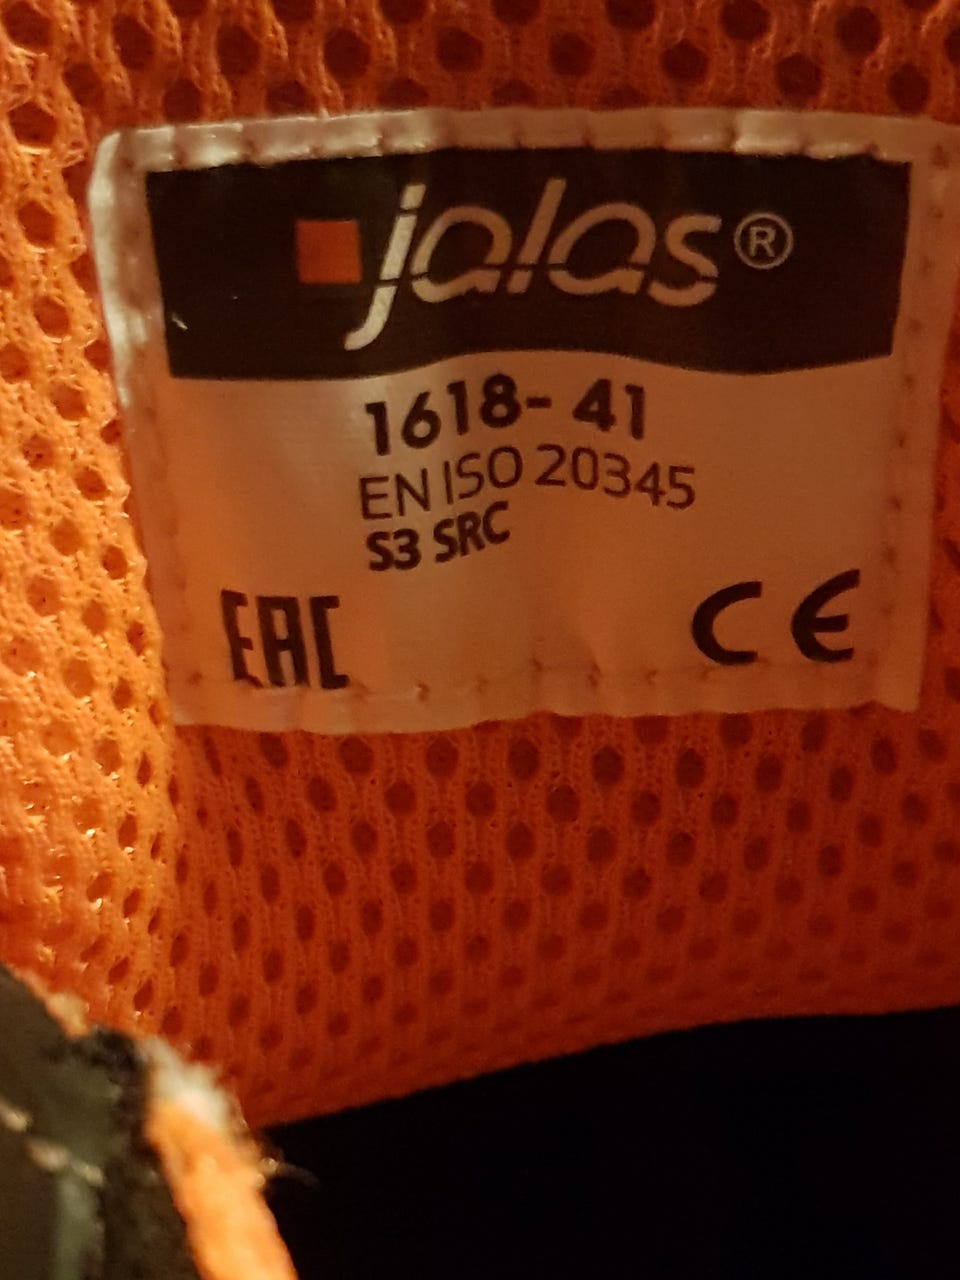 jalas®
1618- 41
EN ISO 20345
S3 SRC
EAC
CE